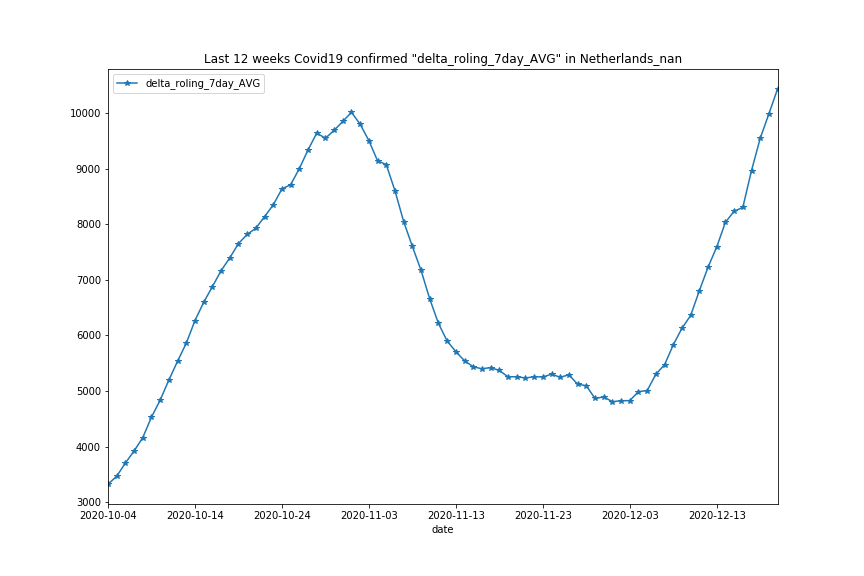 Last 12 weeks Covid19 confirmed "delta_roling_7day_AVG" in Netherlands_nan
delta_roling_7day_AVG
10000
9000
8000
7000
6000
5000
4000
3000
2020-10-04 2020-10-14 2020-10-24 2020-11-03 2020-11-13 2020-11-23 2020-12-03 2020-12-13
date